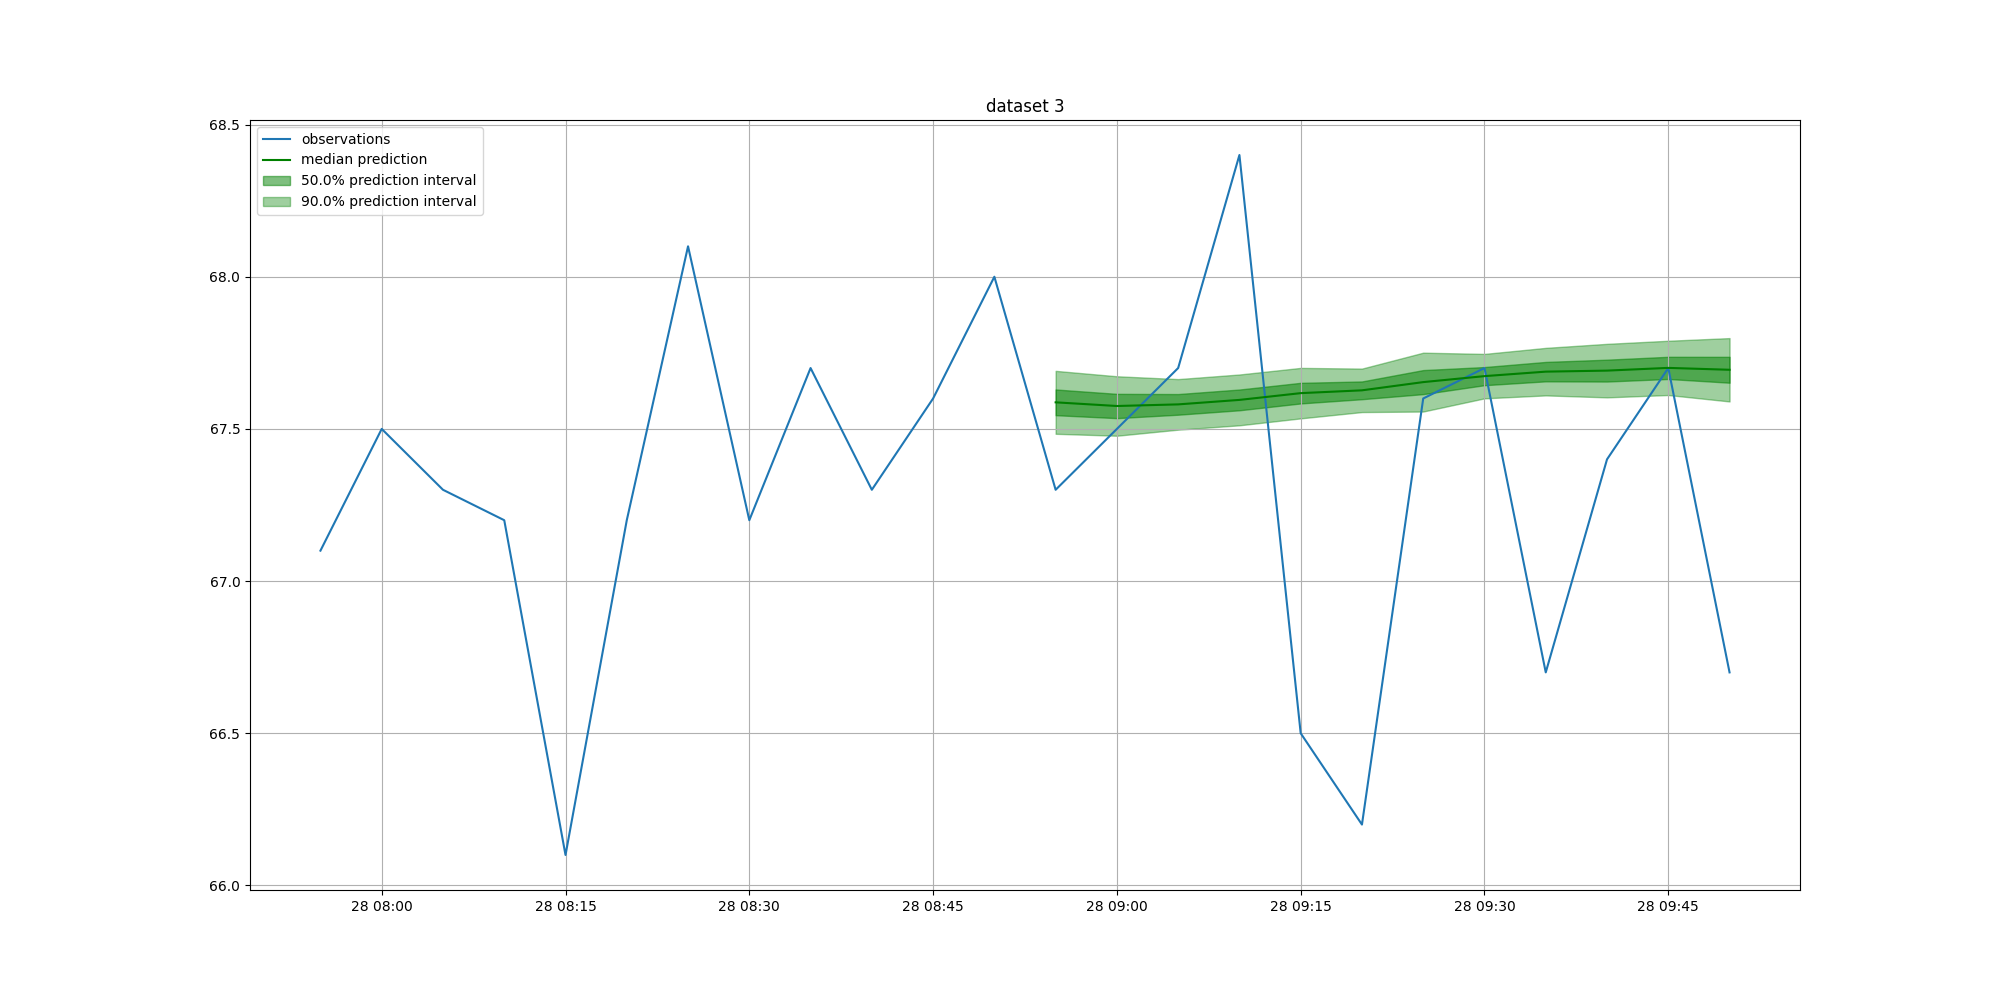 dataset 3
observations
median prediction
50.0% prediction interval
90.0% prediction interval
68.5
68.0
67.5
67.0
66.5
66.0
28 08:00
28 08:15
28 08:30
28 08:45
28 09:00
28 09:15
28 09:30
28 09:45